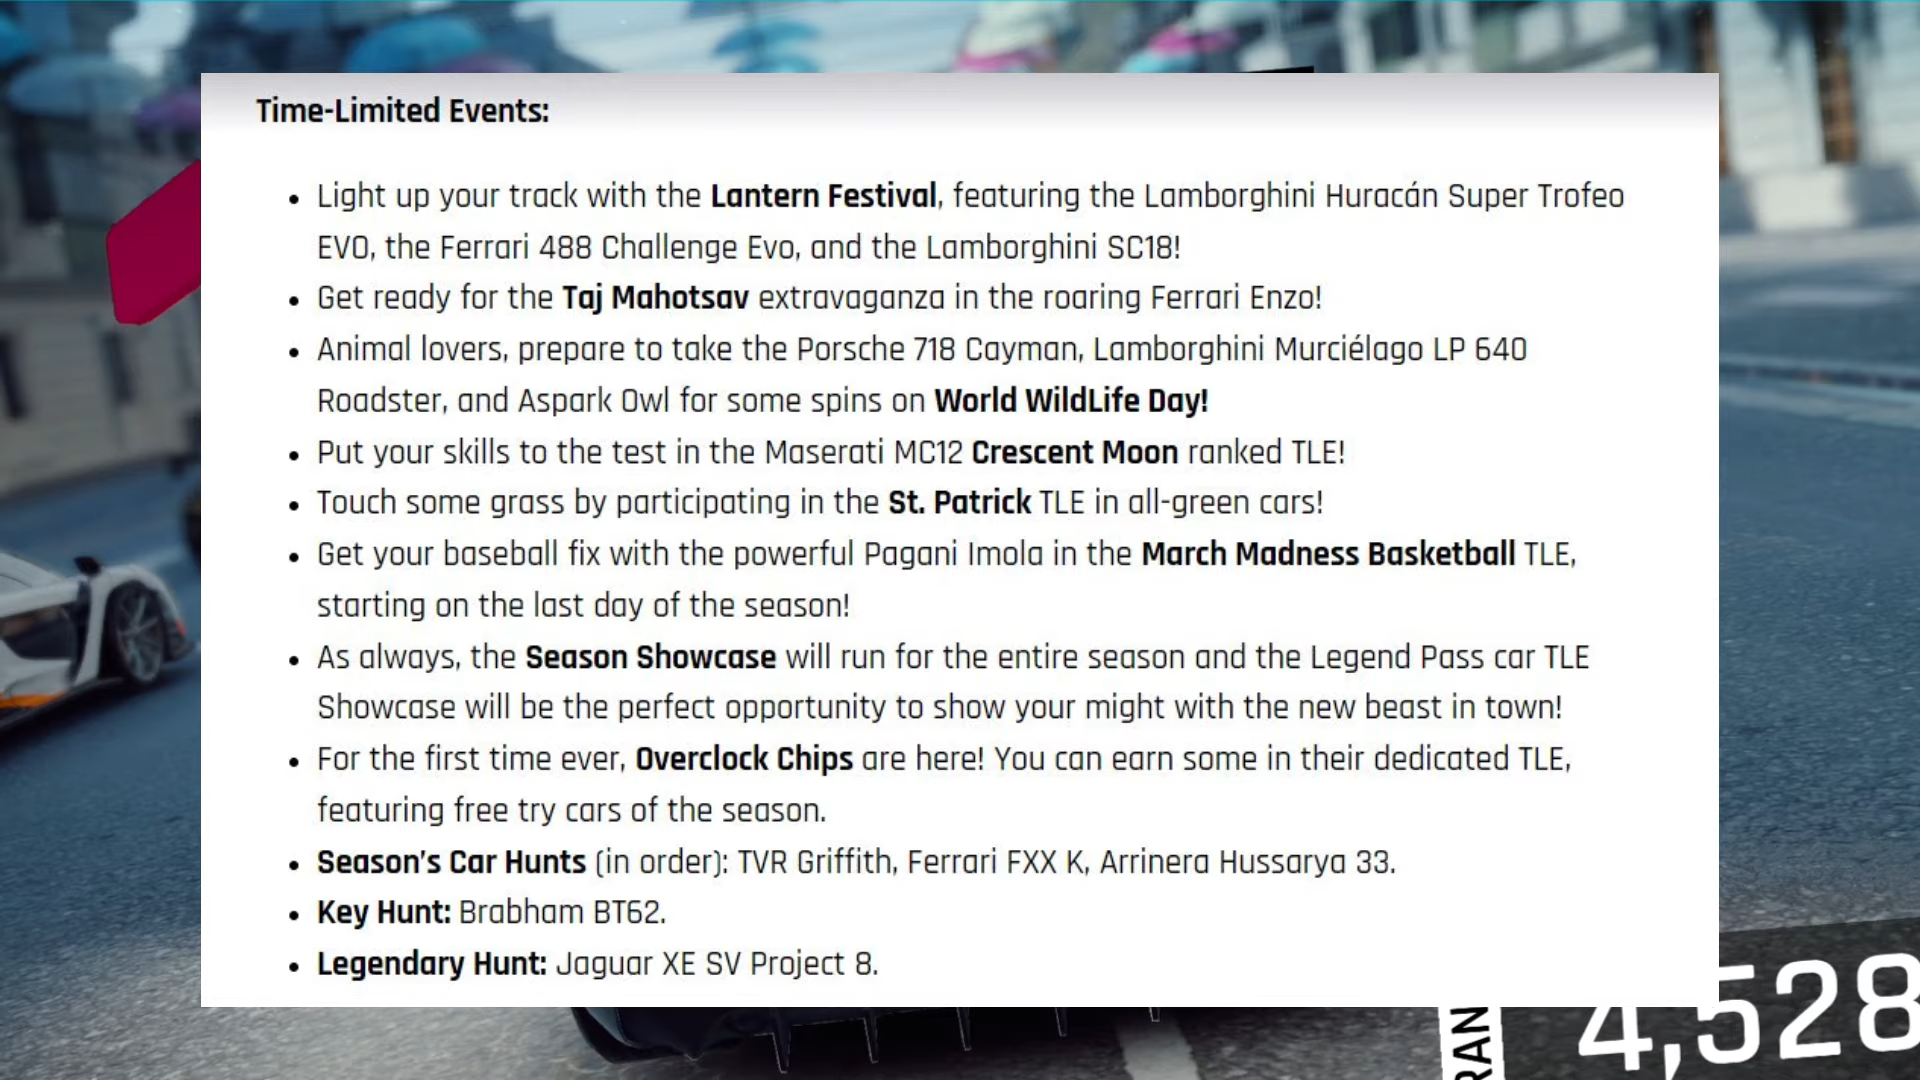 Time-Limited Events:
Light up your track with the Lantern Festival, featuring the Lamborghini Huracán Super Trofeo
EVO, the Ferrari 488 Challenge Evo, and the Lamborghini SC18!
Get ready for the Taj Mahotsav extravaganza in the roaring Ferrari Enzo!
Animal lovers, prepare to take the Porsche 718 Cayman, Lamborghini Murciélago LP 640
Roadster, and Aspark Owl for some spins on World WildLife Day!
Put your skills to the test in the Maserati MC12 Crescent Moon ranked TLE!
Touch some grass by participating in the St. Patrick TLE in all-green cars!
Get your baseball fix with the powerful Pagani Imola in the March Madness Basketball TLE,
starting on the last day of the season!
As always, the Season Showcase will run for the entire season and the Legend Pass car TLE
Showcase will be the perfect opportunity to show your might with the new beast in town!
For the first time ever, Overclock Chips are here! You can earn some in their dedicated TLE,
featuring free try cars of the season.
Season's Car Hunts (in order): TVR Griffith, Ferrari FXX K, Arrinera Hussarya 33.
Key Hunt: Brabham BT62.
Legendary Hunt: Jaguar XE SV Project 8.
4,528